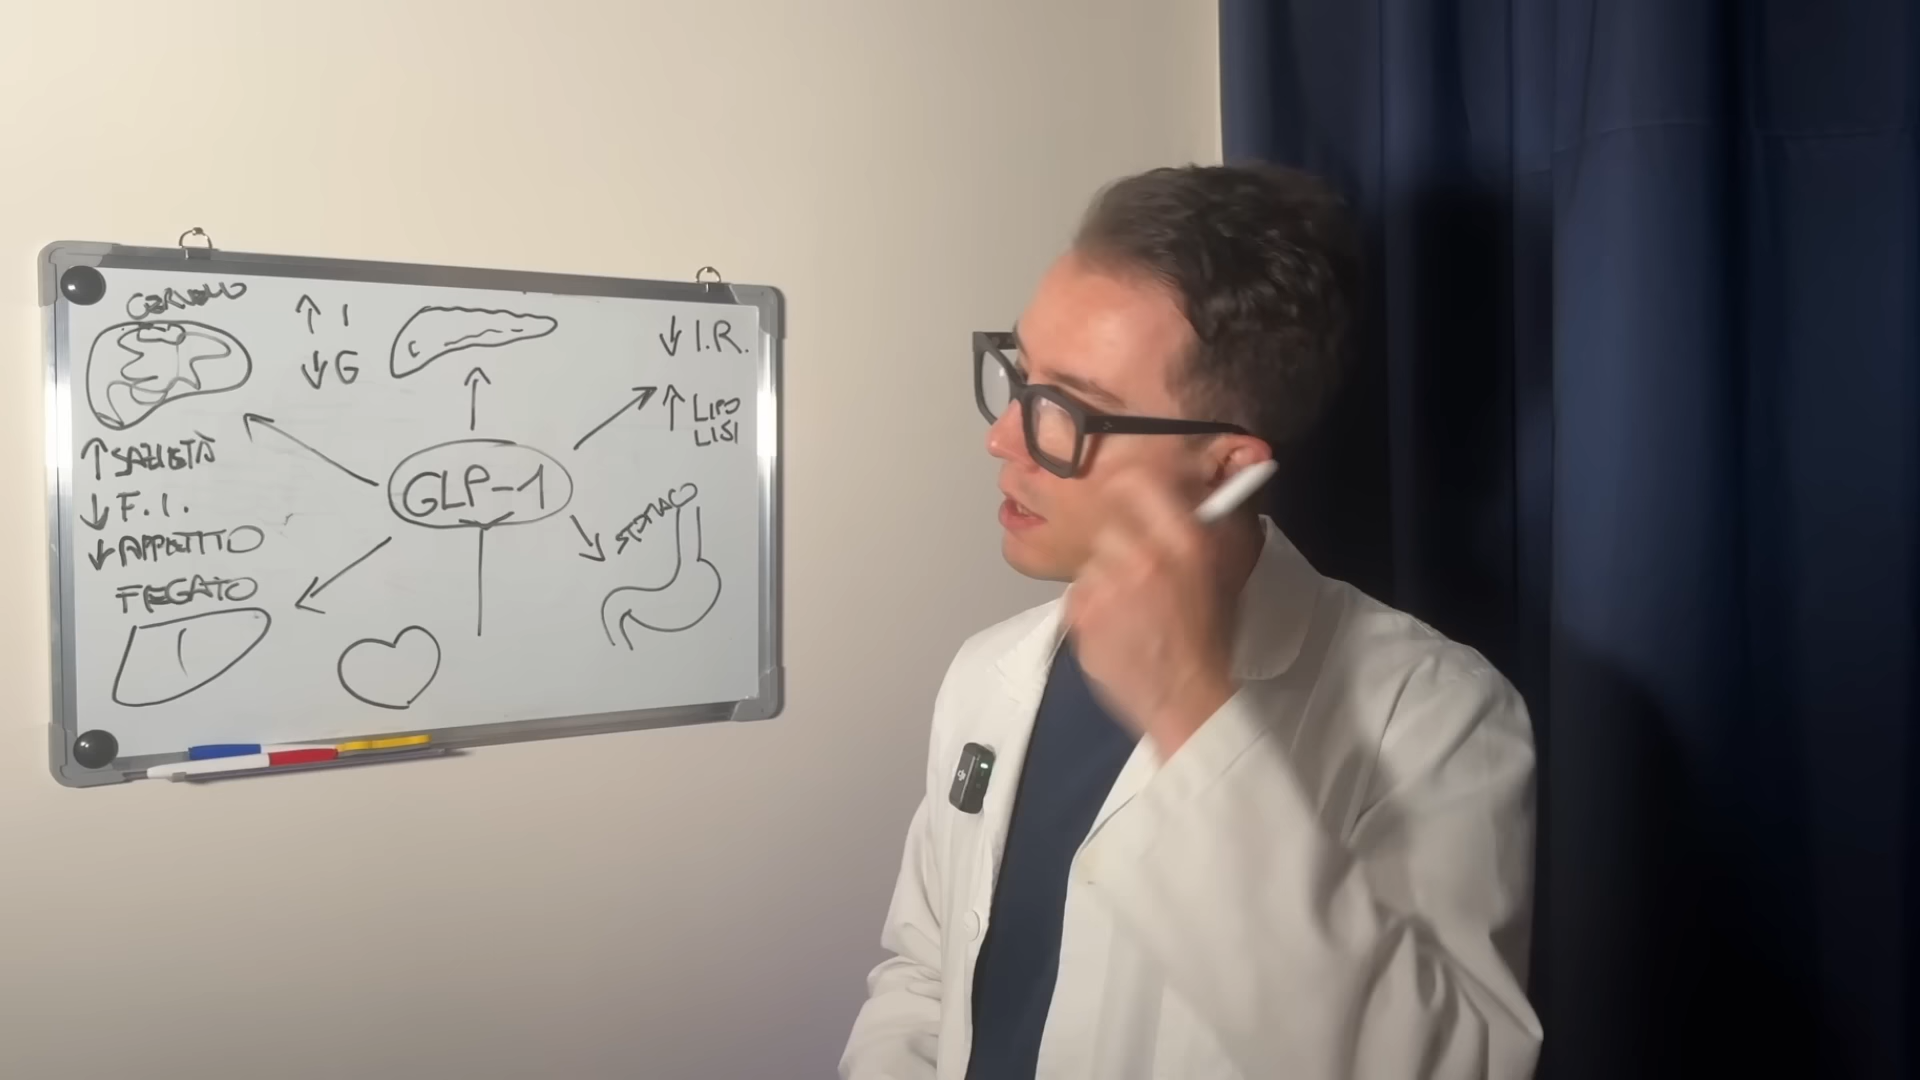 CERVELLO
↑ I
↓ G
↓ I.R.
↑ LIPO
LISI
↑ SAZIETÀ
↓ F. I.
↓ APPETITO
GLP-1
STOMACO
FEGATO